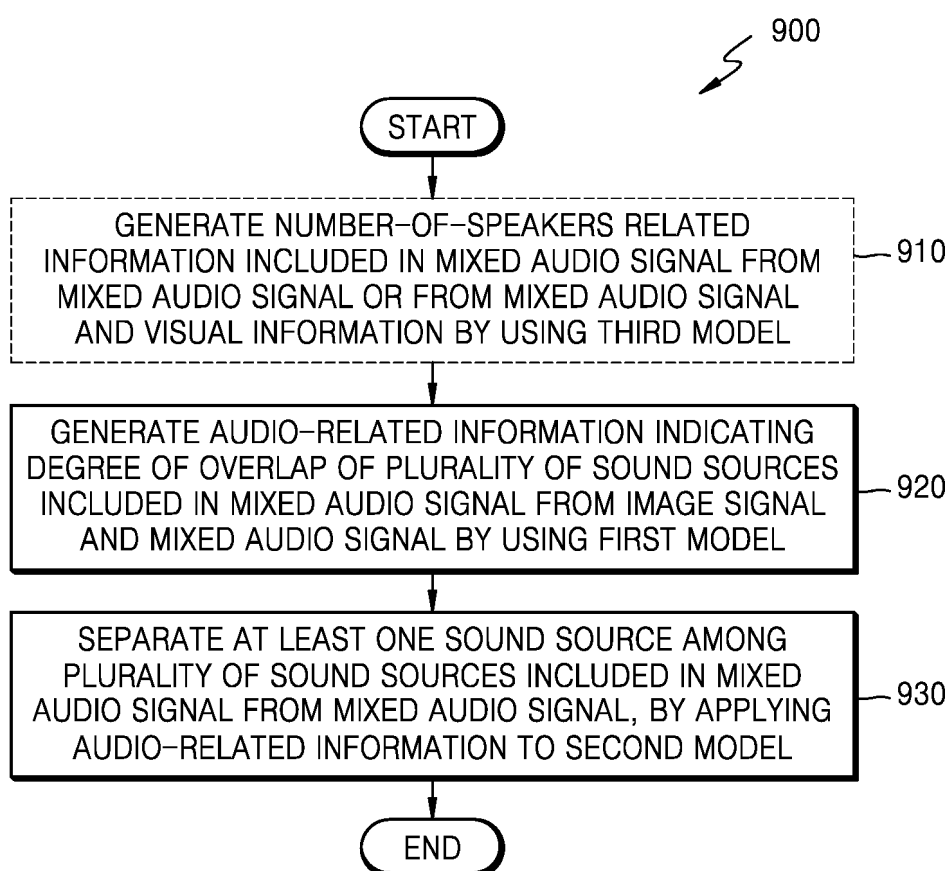 900
START
GENERATE NUMBER-OF-SPEAKERS RELATED
INFORMATION INCLUDED IN MIXED AUDIO SIGNAL FROM
MIXED AUDIO SIGNAL OR FROM MIXED AUDIO SIGNAL
AND VISUAL INFORMATION BY USING THIRD MODEL
910
GENERATE AUDIO-RELATED INFORMATION INDICATING
DEGREE OF OVERLAP OF PLURALITY OF SOUND SOURCES
INCLUDED IN MIXED AUDIO SIGNAL FROM IMAGE SIGNAL
AND MIXED AUDIO SIGNAL BY USING FIRST MODEL
920
SEPARATE AT LEAST ONE SOUND SOURCE AMONG
PLURALITY OF SOUND SOURCES INCLUDED IN MIXED
AUDIO SIGNAL FROM MIXED AUDIO SIGNAL, BY APPLYING
AUDIO-RELATED INFORMATION TO SECOND MODEL
930
END